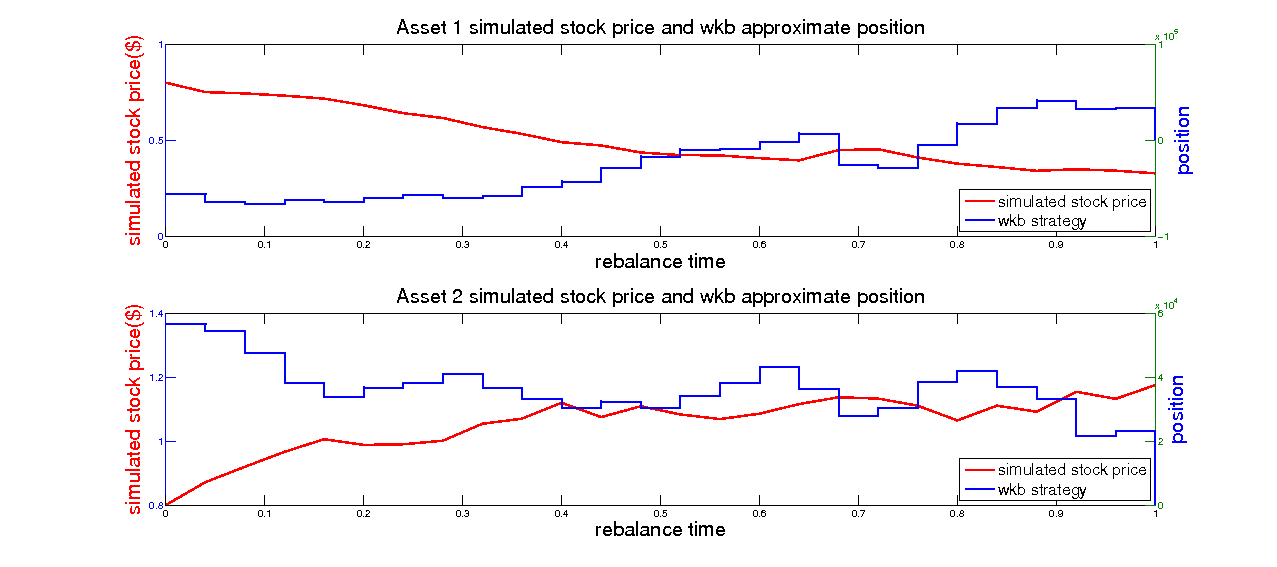 Asset 1 simulated stock price and wkb approximate position
x 10^5
simulated stock price($)
1
0.5
0
1
0
-1
position
simulated stock price
wkb strategy
0 0.1 0.2 0.3 0.4 0.5 0.6 0.7 0.8 0.9 1
rebalance time
Asset 2 simulated stock price and wkb approximate position
x 10^4
simulated stock price($)
1.4
1.2
1
0.8
6
4
2
0
position
simulated stock price
wkb strategy
0 0.1 0.2 0.3 0.4 0.5 0.6 0.7 0.8 0.9 1
rebalance time